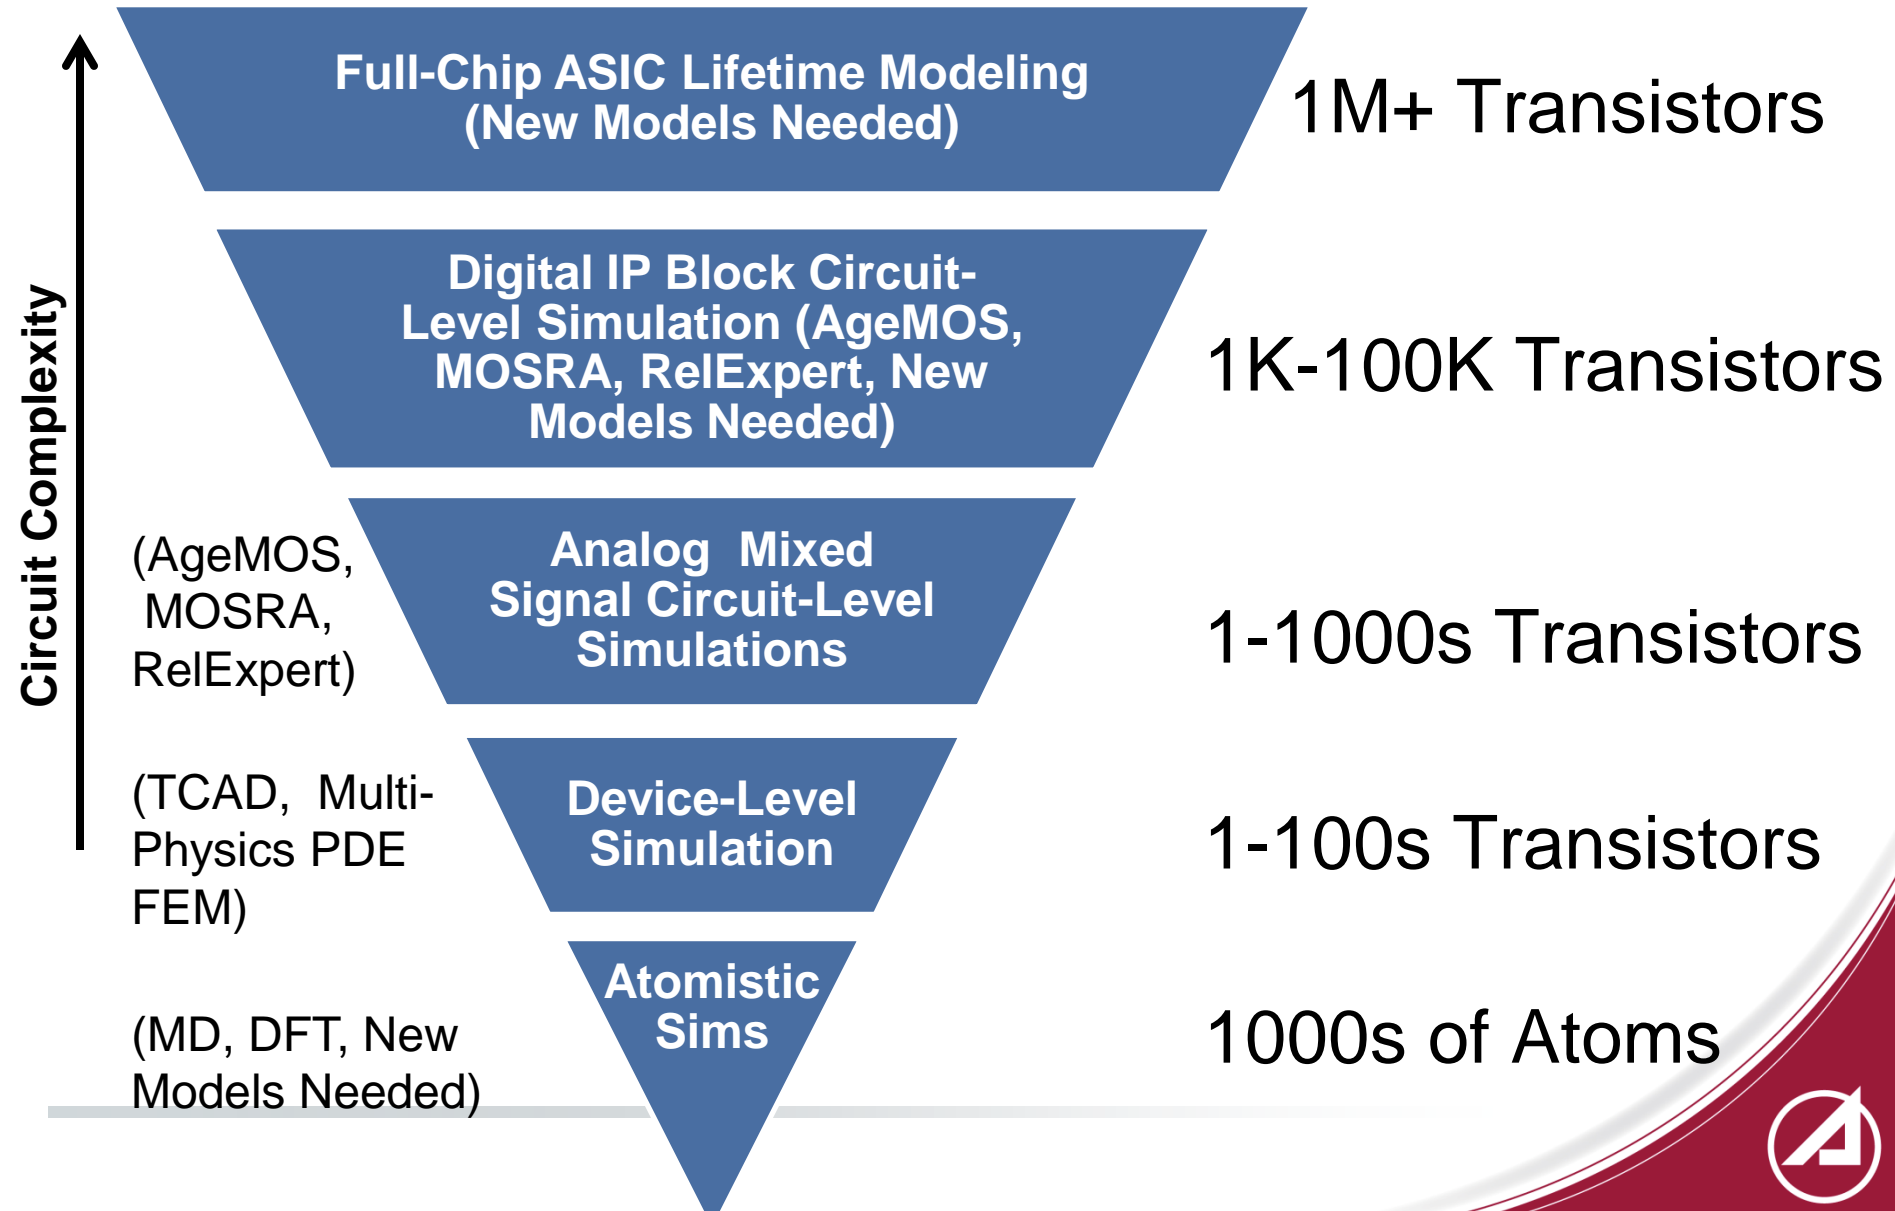 Full-Chip ASIC Lifetime Modeling
(New Models Needed)
1M+ Transistors
Circuit Complexity
Digital IP Block Circuit-
Level Simulation (AgeMOS,
MOSRA, RelExpert, New
Models Needed)
1K-100K Transistors
(AgeMOS,
MOSRA,
RelExpert)
Analog  Mixed
Signal Circuit-Level
Simulations
1-1000s Transistors
(TCAD,  Multi-
Physics PDE
FEM)
Device-Level
Simulation
1-100s Transistors
(MD, DFT, New
Models Needed)
Atomistic
Sims
1000s of Atoms